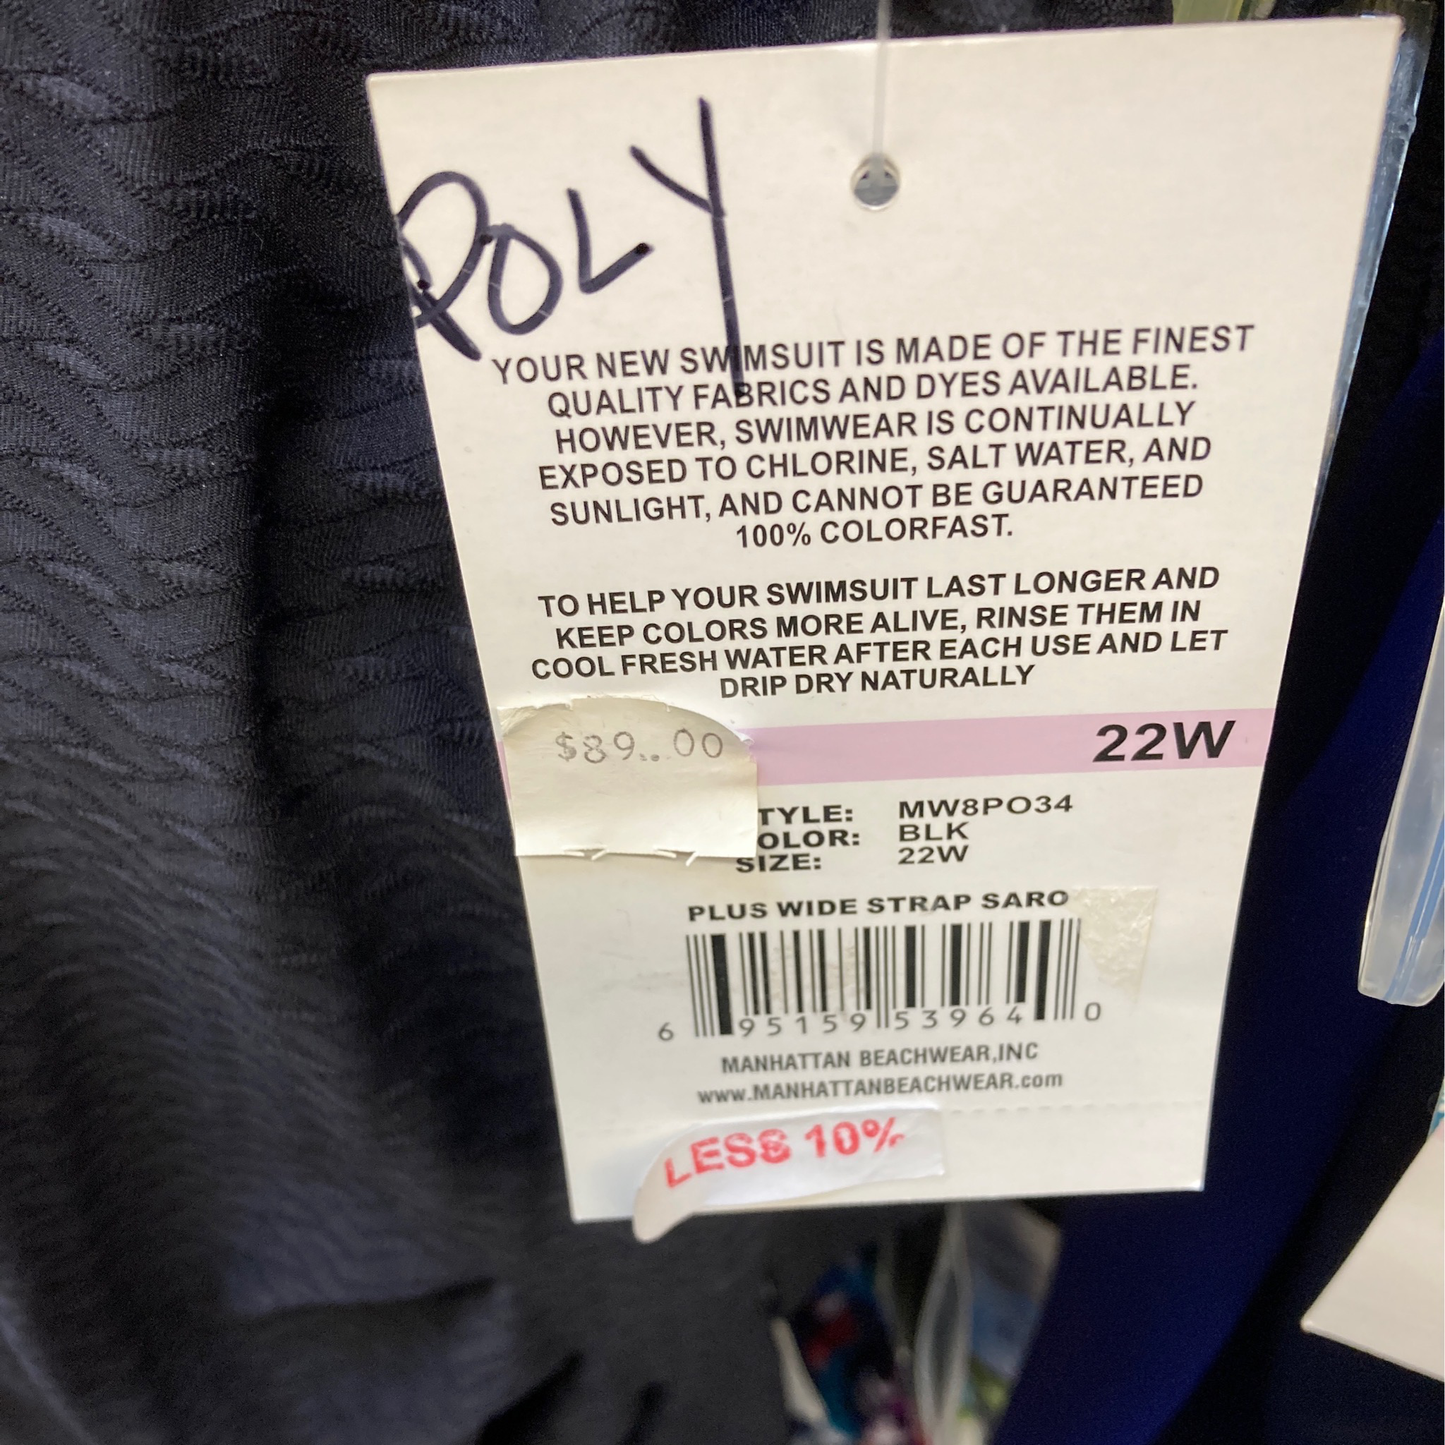 POLY
YOUR NEW SWIMSUIT IS MADE OF THE FINEST
QUALITY FABRICS AND DYES AVAILABLE.
HOWEVER, SWIMWEAR IS CONTINUALLY
EXPOSED TO CHLORINE, SALT WATER, AND
SUNLIGHT, AND CANNOT BE GUARANTEED
100% COLORFAST.
TO HELP YOUR SWIMSUIT LAST LONGER AND
KEEP COLORS MORE ALIVE, RINSE THEM IN
COOL FRESH WATER AFTER EACH USE AND LET
DRIP DRY NATURALLY
$89..00
22W
TYLE: MW8PO34
OLOR: BLK
SIZE: 22W
PLUS WIDE STRAP SARO
6 95159 53964 0
MANHATTAN BEACHWEAR,INC
www.MANHATTANBEACHWEAR.com
LESS 10%